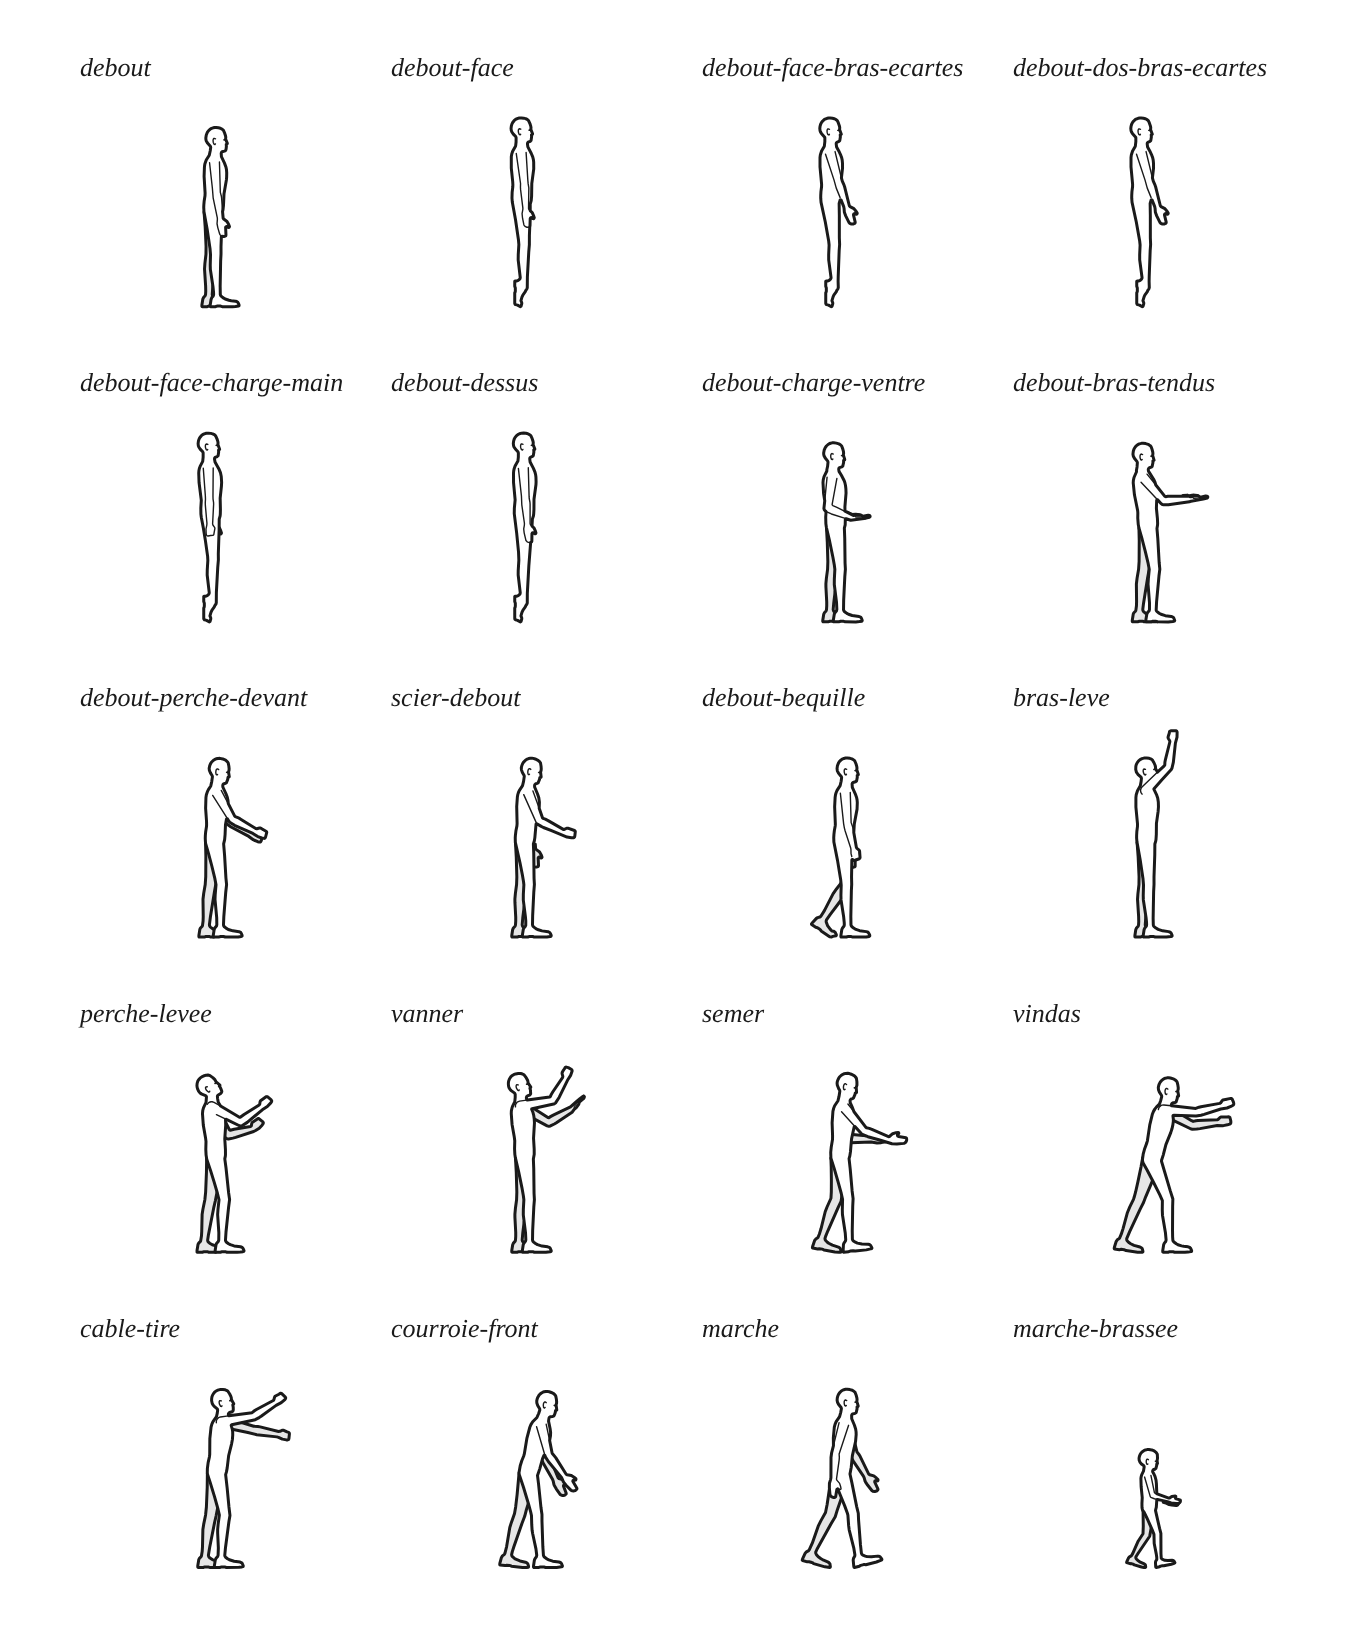 debout
debout-face
debout-face-bras-ecartes
debout-dos-bras-ecartes
debout-face-charge-main
debout-dessus
debout-charge-ventre
debout-bras-tendus
debout-perche-devant
scier-debout
debout-bequille
bras-leve
perche-levee
vanner
semer
vindas
cable-tire
courroie-front
marche
marche-brassee